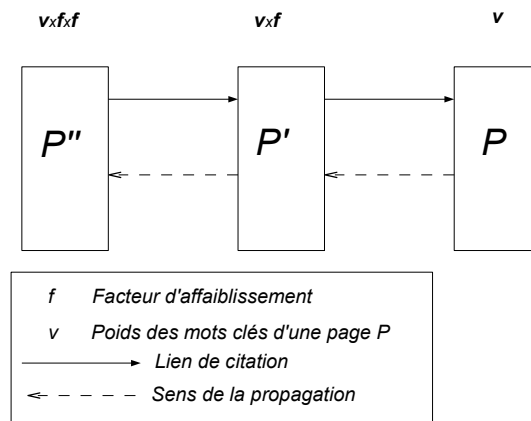 vxfxf vxf v
P'' P' P
f Facteur d'affaiblissement
v Poids des mots clés d'une page P
Lien de citation
Sens de la propagation